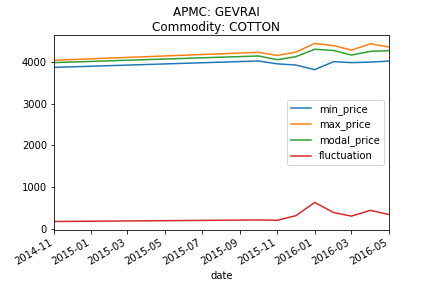 APMC: GEVRAI
Commodity: COTTON
4000
3000
2000
1000
0
min_price
max_price
modal_price
fluctuation
2014-11
2015-01
2015-03
2015-05
2015-07
2015-09
2015-11
2016-01
2016-03
2016-05
date